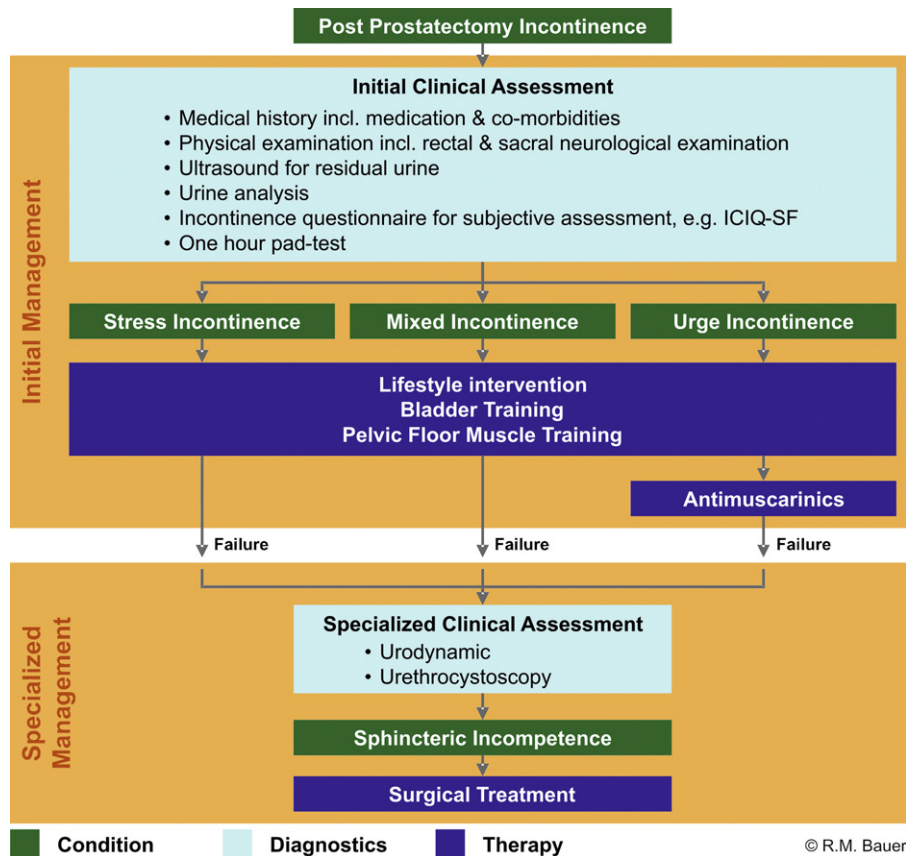 Post Prostatectomy Incontinence
Initial Management
Initial Clinical Assessment
• Medical history incl. medication & co-morbidities
• Physical examination incl. rectal & sacral neurological examination
• Ultrasound for residual urine
• Urine analysis
• Incontinence questionnaire for subjective assessment, e.g. ICIQ-SF
• One hour pad-test
Stress Incontinence
Mixed Incontinence
Urge Incontinence
Lifestyle intervention
Bladder Training
Pelvic Floor Muscle Training
Antimuscarinics
Failure
Failure
Failure
Specialized
Management
Specialized Clinical Assessment
• Urodynamic
• Urethrocystoscopy
Sphincteric Incompetence
Surgical Treatment
Condition
Diagnostics
Therapy
© R.M. Bauer